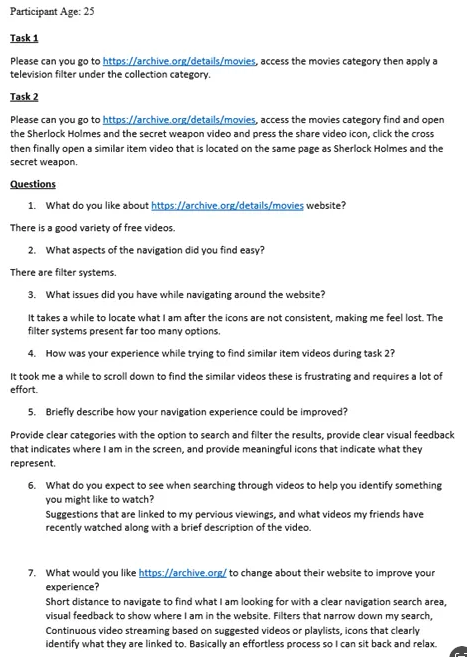 Participant Age: 25
Task 1
Please can you go to https://archive.org/details/movies, access the movies category then apply a
television filter under the collection category.
Task 2
Please can you go to https://archive.org/details/movies, access the movies category find and open
the Sherlock Holmes and the secret weapon video and press the share video icon, click the cross
then finally open a similar item video that is located on the same page as Sherlock Holmes and the
secret weapon.
Questions
1. What do you like about https://archive.org/details/movies website?
There is a good variety of free videos.
2. What aspects of the navigation did you find easy?
There are filter systems.
3. What issues did you have while navigating around the website?
It takes a while to locate what I am after the icons are not consistent, making me feel lost. The
filter systems present far too many options.
4. How was your experience while trying to find similar item videos during task 2?
It took me a while to scroll down to find the similar videos these is frustrating and requires a lot of
effort.
5. Briefly describe how your navigation experience could be improved?
Provide clear categories with the option to search and filter the results, provide clear visual feedback
that indicates where I am in the screen, and provide meaningful icons that indicate what they
represent.
6. What do you expect to see when searching through videos to help you identify something
you might like to watch?
Suggestions that are linked to my pervious viewings, and what videos my friends have
recently watched along with a brief description of the video.
7. What would you like https://archive.org/ to change about their website to improve your
experience?
Short distance to navigate to find what I am looking for with a clear navigation search area,
visual feedback to show where I am in the website. Filters that narrow down my search,
Continuous video streaming based on suggested videos or playlists, icons that clearly
identify what they are linked to. Basically an effortless process so I can sit back and relax.